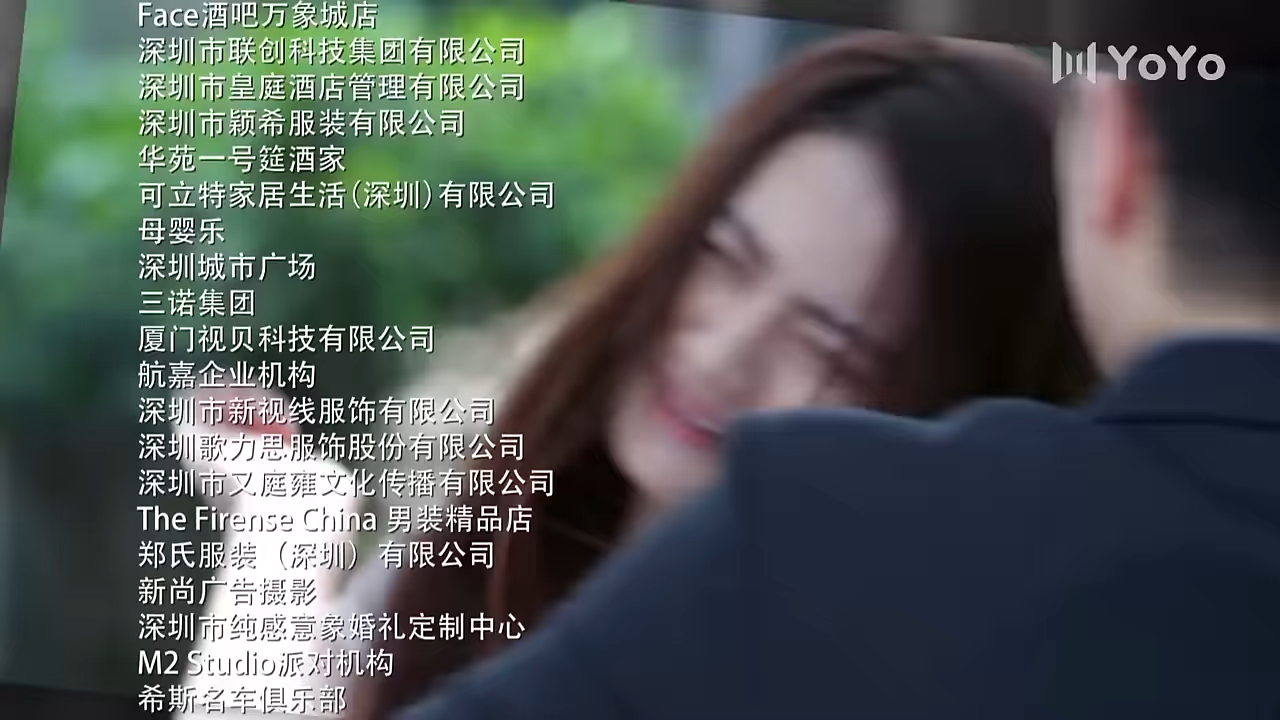 Face酒吧万象城店
深圳市联创科技集团有限公司
深圳市皇庭酒店管理有限公司
深圳市颖希服装有限公司
华苑一号筵酒家
可立特家居生活(深圳)有限公司
母婴乐
深圳城市广场
三诺集团
厦门视贝科技有限公司
航嘉企业机构
深圳市新视线服饰有限公司
深圳歌力思服饰股份有限公司
深圳市又庭雍文化传播有限公司
The Firense China 男装精品店
郑氏服装（深圳）有限公司
新尚广告摄影
深圳市纯感意象婚礼定制中心
M2 Studio派对机构
希斯名车俱乐部
YoYo